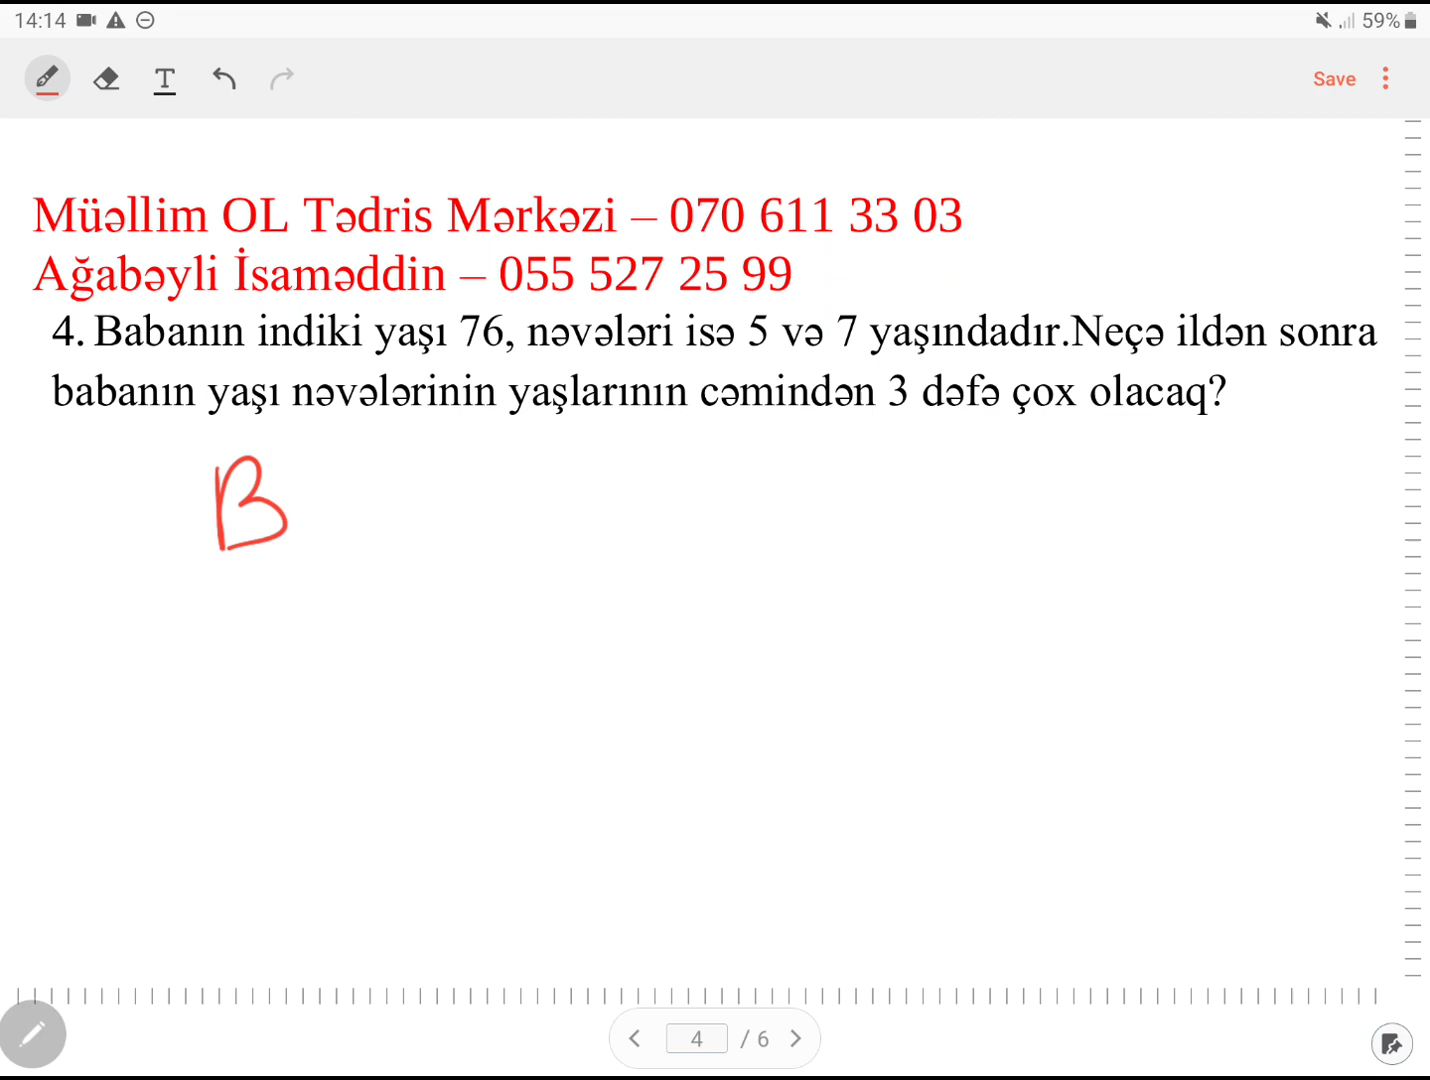 14:14
59%
T
Save
Müəllim OL Tədris Mərkəzi – 070 611 33 03
Ağabəyli İsaməddin – 055 527 25 99
4. Babanın indiki yaşı 76, nəvələri isə 5 və 7 yaşındadır.Neçə ildən sonra
babanın yaşı nəvələrinin yaşlarının cəmindən 3 dəfə çox olacaq?
B
4 / 6